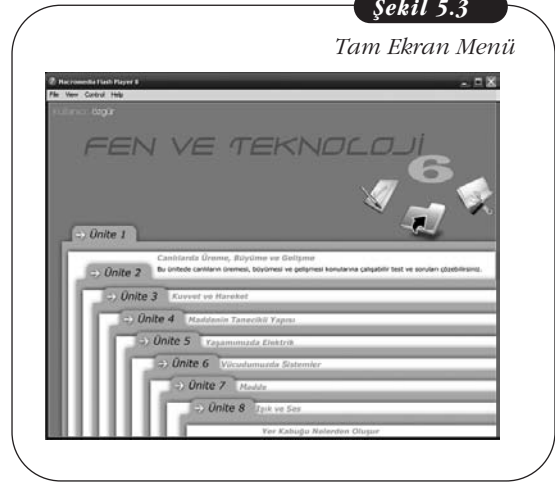 Şekil 5.3
Tam Ekran Menü
Macromedia Flash Player 8
File View Control Help
Kullanıcı: özgür
FEN VE TEKNOLOJİ
6
Ünite 1
Canlılarda Üreme, Büyüme ve Gelişme
Bu ünitede canlıların üremesi, büyümesi ve gelişmesi konularına çalışabilir test ve soruları çözebilirsiniz.
Ünite 2
Ünite 3 Kuvvet ve Hareket
Ünite 4 Maddenin Tanecikli Yapısı
Ünite 5 Yaşamımızda Elektrik
Ünite 6 Vücudumuzda Sistemler
Ünite 7 Madde
Ünite 8 Işık ve Ses
Yer Kabuğu Nelerden Oluşur